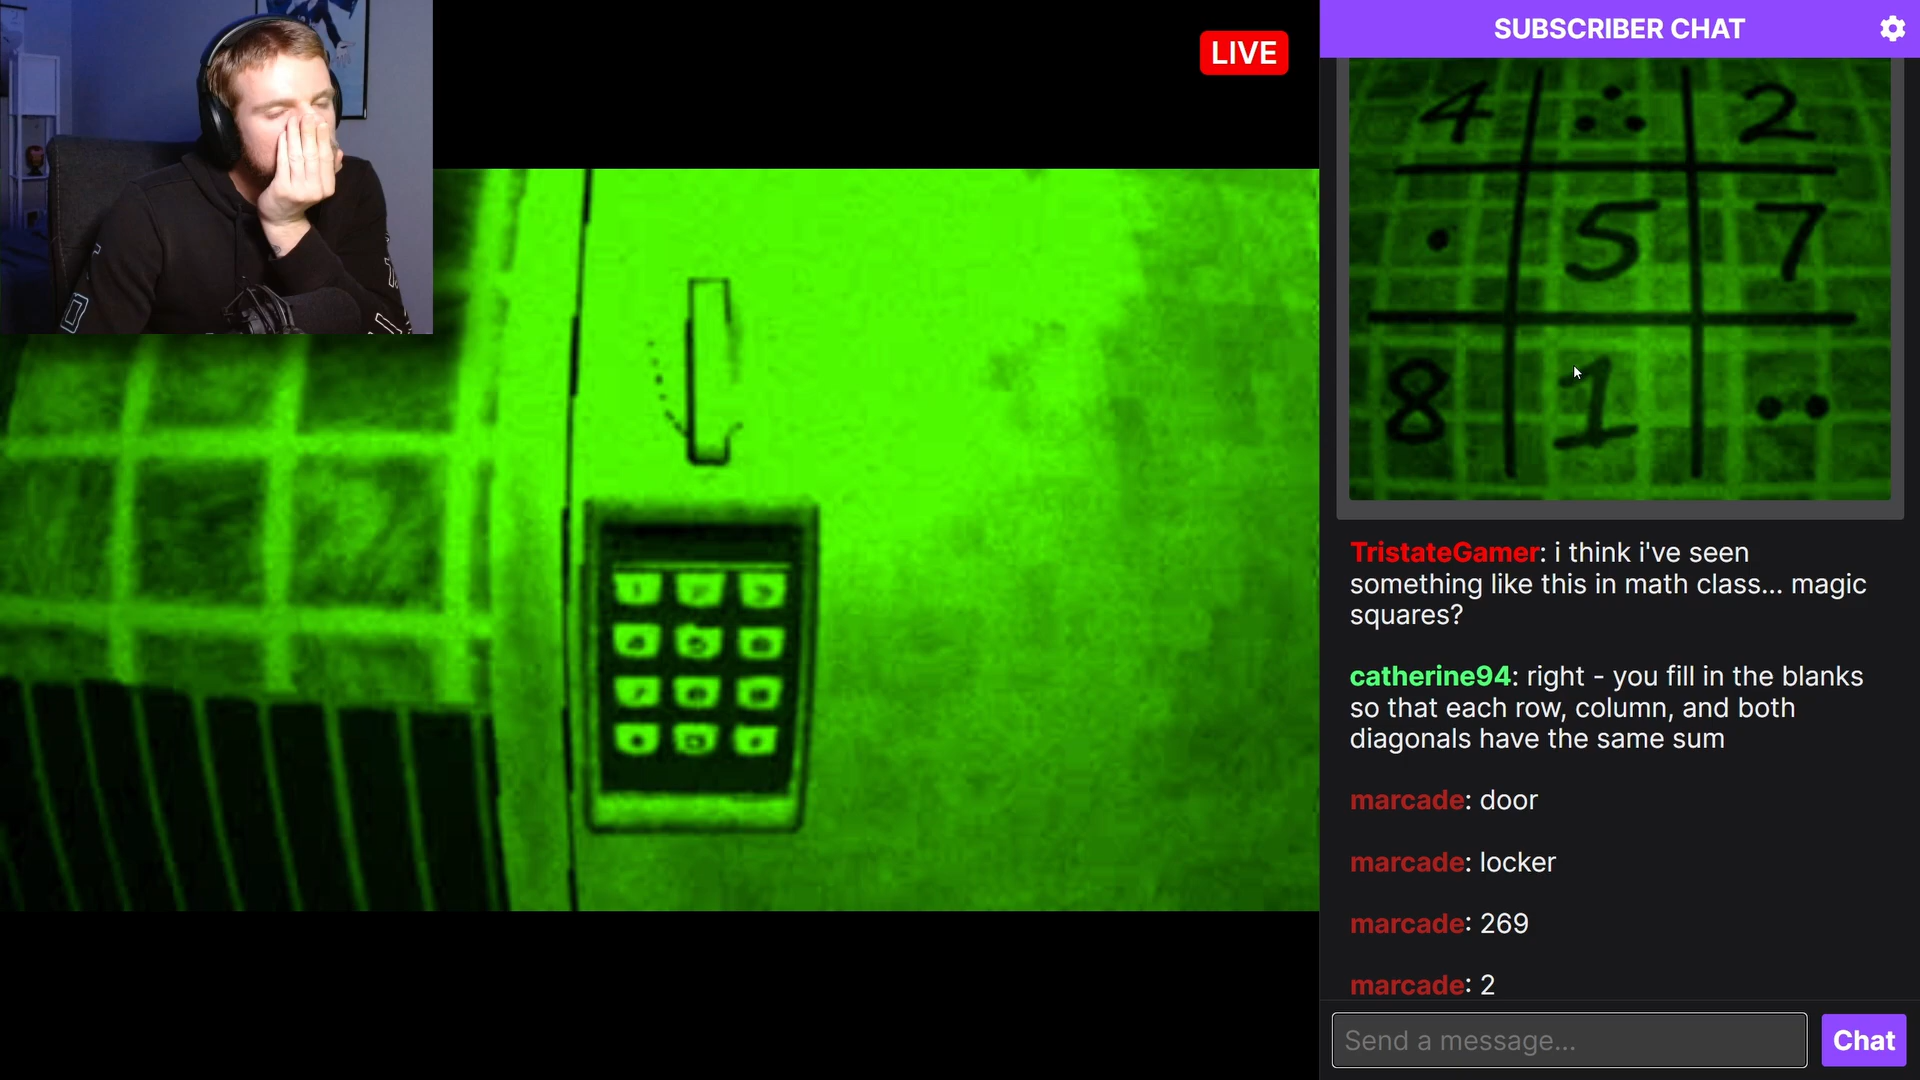 LIVE
SUBSCRIBER CHAT
4 2
5 7
8 1
TristateGamer: i think i've seen
something like this in math class... magic
squares?
catherine94: right - you fill in the blanks
so that each row, column, and both
diagonals have the same sum
marcade: door
marcade: locker
marcade: 269
marcade: 2
Send a message...
Chat